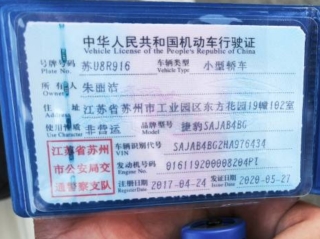 中华人民共和国机动车行驶证
Vehicle License of the People's Republic of China
号牌号码 Plate No. 苏U8R916 车辆类型 Vehicle Type 小型轿车
所有人 Owner 朱丽洁
住址 Address 江苏省苏州市工业园区东方花园19幢102室
使用性质 Use Character 非营运 品牌型号 Model 捷豹SAJAB4BG
江苏省苏州市公安局交通警察支队
车辆识别代号 VIN SAJAB4BG2HA976434
发动机号码 Engine No. 016119200008204PT
注册日期 Register Date 2017-04-24 发证日期 Issue Date 2020-05-27